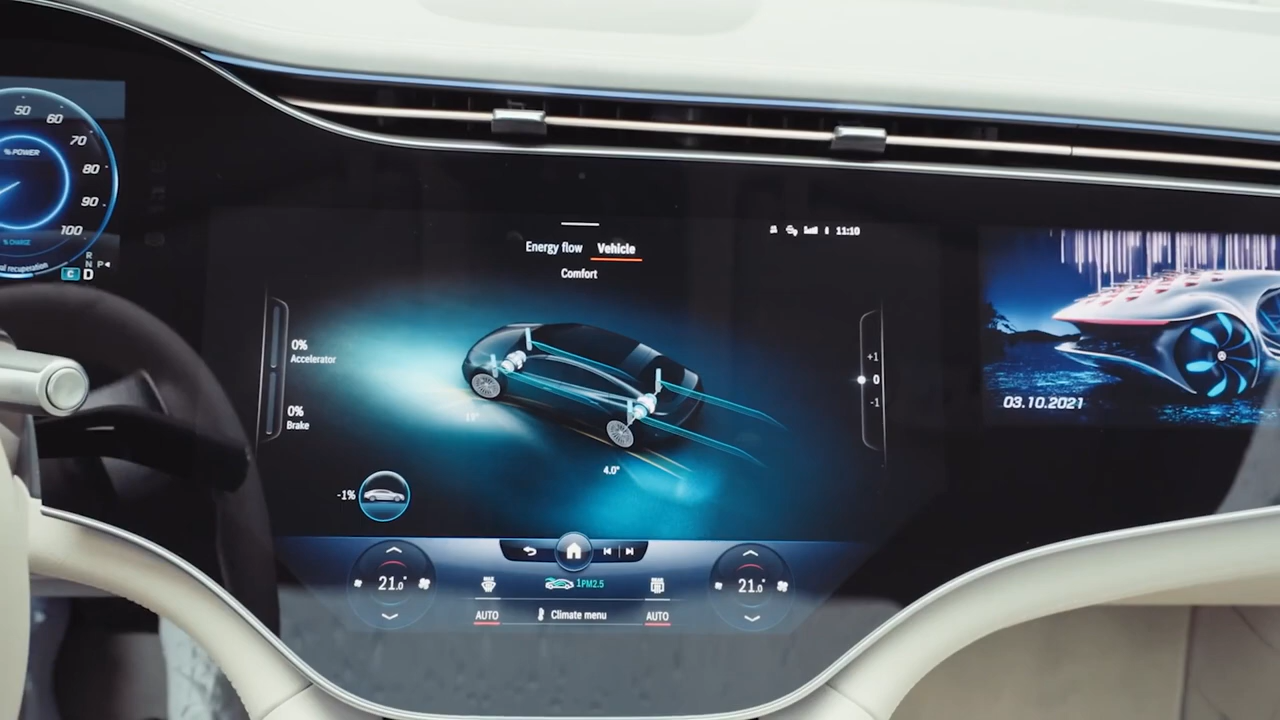 50
60
70
80
90
100
% POWER
% CHARGE
al recuperation
R
N P◂
C D
Energy flow Vehicle
Comfort
11:10
0%
Accelerator
0%
Brake
+1
0
-1
4.0°
-1%
03.10.2021
21.0°
1PM2.5
REAR
21.0°
AUTO
Climate menu
AUTO